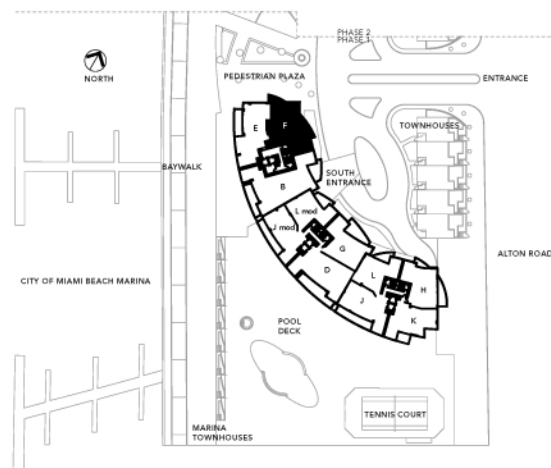 PHASE 2
PHASE 1
NORTH
PEDESTRIAN PLAZA
ENTRANCE
E
F
TOWNHOUSES
BAYWALK
SOUTH
ENTRANCE
B
L mod
J mod
G
ALTON ROAD
CITY OF MIAMI BEACH MARINA
D
L
H
J
K
POOL
DECK
TENNIS COURT
MARINA
TOWNHOUSES